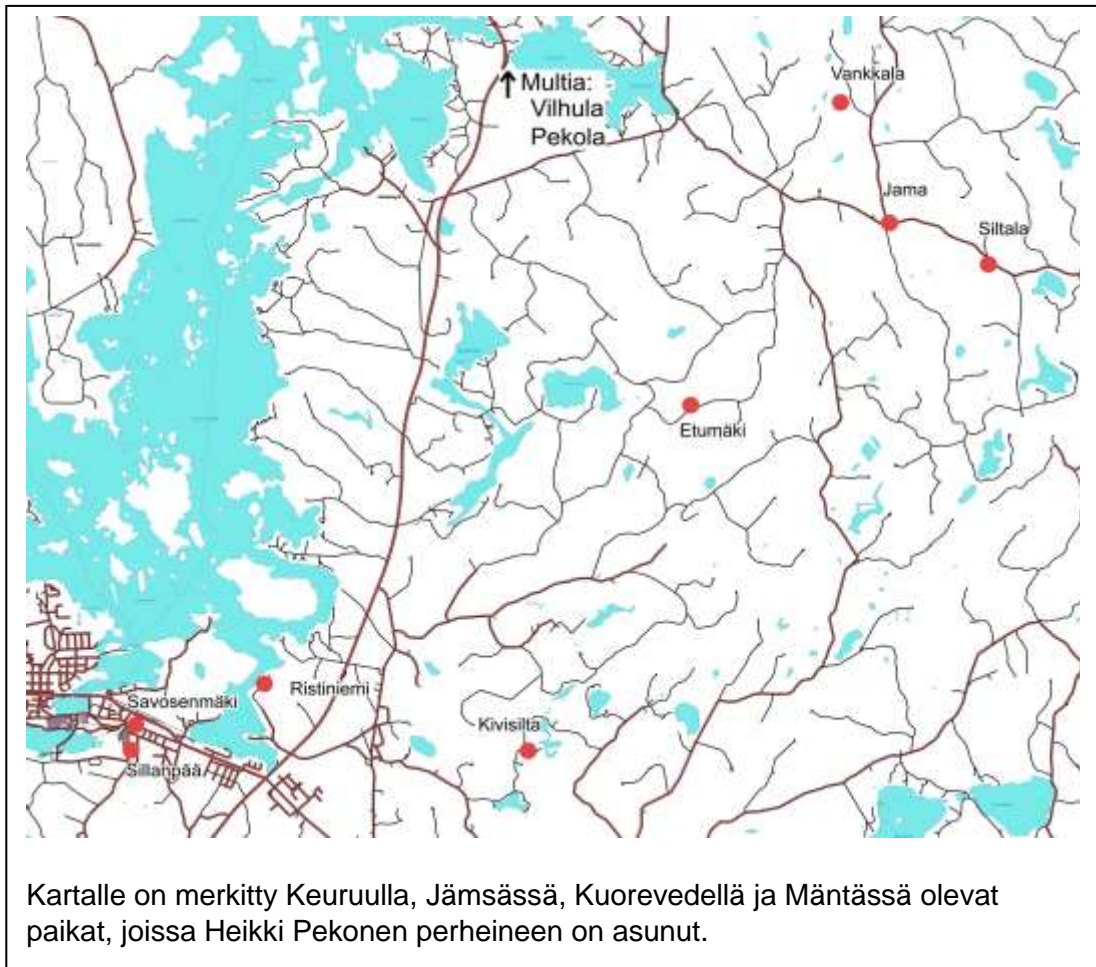 Vankkala
↑ Multia:
Vilhula
Pekola
Jama
Siltala
Etumäki
Ristiniemi
Savosenmäki
Kivisilta
Sillanpää
Kartalle on merkitty Keuruulla, Jämsässä, Kuorevedellä ja Mäntässä olevat
paikat, joissa Heikki Pekonen perheineen on asunut.